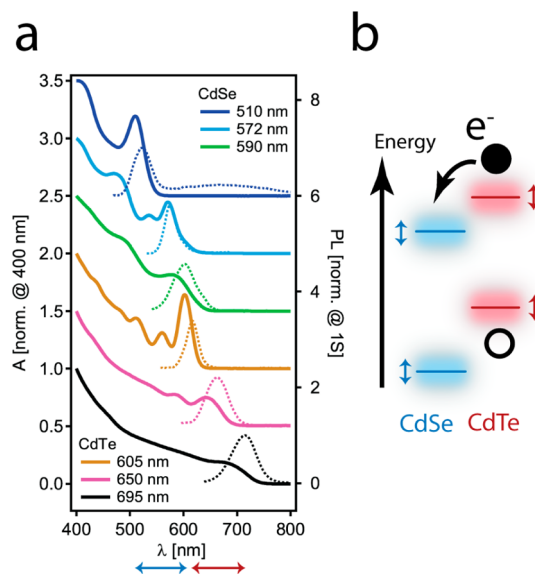 a
b
3.5
3.0
2.5
2.0
1.5
1.0
0.5
0.0
A [norm. @ 400 nm]
CdSe
510 nm
572 nm
590 nm
CdTe
605 nm
650 nm
695 nm
8
6
4
2
0
PL [norm. @ 1S]
400 500 600 700 800
λ [nm]
Energy
e-
CdSe CdTe